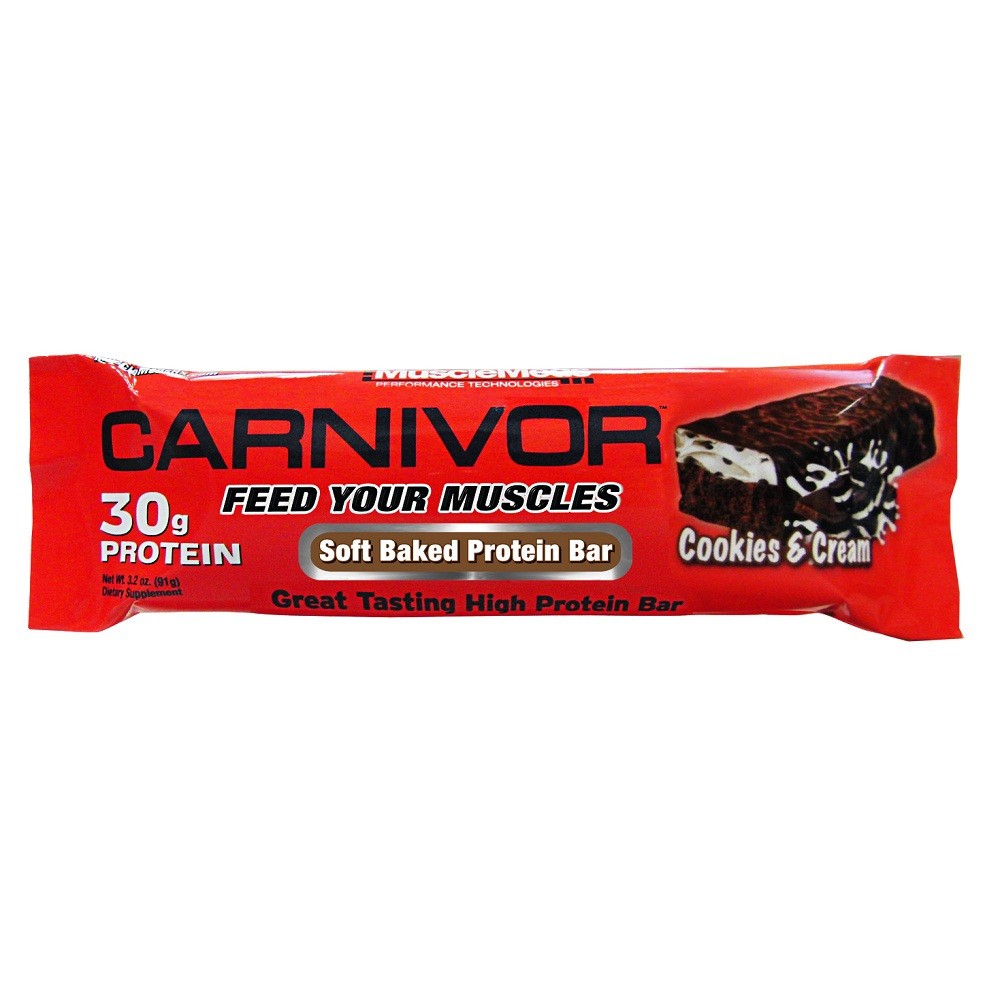 MuscleMeds
PERFORMANCE TECHNOLOGIES
CARNIVOR™
30g
PROTEIN
FEED YOUR MUSCLES
Soft Baked Protein Bar
Cookies & Cream
Net Wt. 3.2 oz. (91g)
Dietary Supplement
Great Tasting High Protein Bar